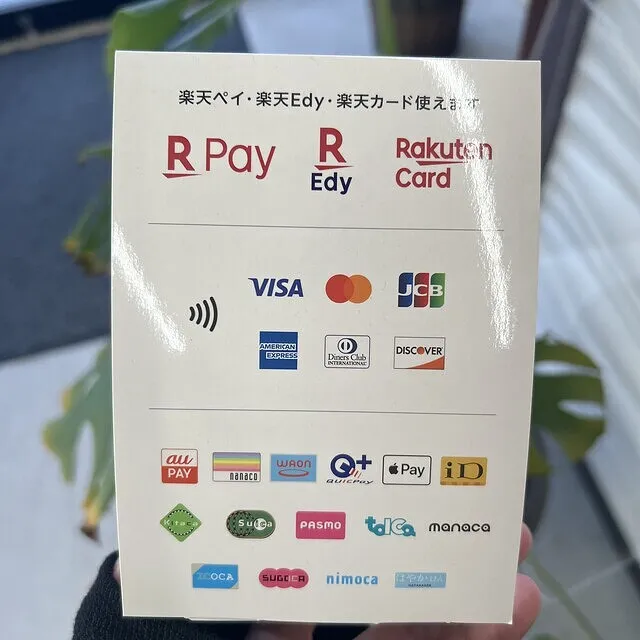 楽天ペイ・楽天Edy・楽天カード使えます
R Pay
R
Edy
Rakuten
Card
VISA
JCB
AMERICAN
EXPRESS
Diners Club
INTERNATIONAL
DISCOVER
au
PAY
nanaco
WAON
Q+
QUICPay
Pay
iD
Kitaca
Suica
PASMO
toICa
manaca
ICOCA
SUGOCA
nimoca
はやかけん